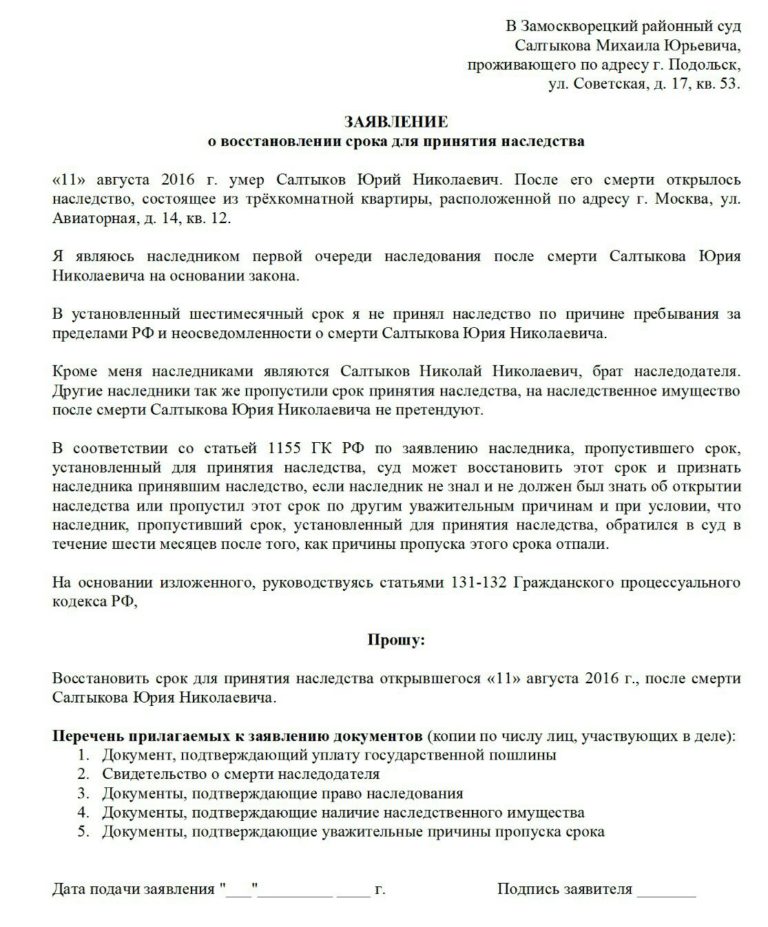 В Замоскворецкий районный суд
Салтыкова Михаила Юрьевича,
проживающего по адресу г. Подольск,
ул. Советская, д. 17, кв. 53.
ЗАЯВЛЕНИЕ
о восстановлении срока для принятия наследства
«11» августа 2016 г. умер Салтыков Юрий Николаевич. После его смерти открылось
наследство, состоящее из трёхкомнатной квартиры, расположенной по адресу г. Москва, ул.
Авиаторная, д. 14, кв. 12.
Я являюсь наследником первой очереди наследования после смерти Салтыкова Юрия
Николаевича на основании закона.
В установленный шестимесячный срок я не принял наследство по причине пребывания за
пределами РФ и неосведомленности о смерти Салтыкова Юрия Николаевича.
Кроме меня наследниками являются Салтыков Николай Николаевич, брат наследодателя.
Другие наследники так же пропустили срок принятия наследства, на наследственное имущество
после смерти Салтыкова Юрия Николаевича не претендуют.
В соответствии со статьей 1155 ГК РФ по заявлению наследника, пропустившего срок,
установленный для принятия наследства, суд может восстановить этот срок и признать
наследника принявшим наследство, если наследник не знал и не должен был знать об открытии
наследства или пропустил этот срок по другим уважительным причинам и при условии, что
наследник, пропустивший срок, установленный для принятия наследства, обратился в суд в
течение шести месяцев после того, как причины пропуска этого срока отпали.
На основании изложенного, руководствуясь статьями 131-132 Гражданского процессуального
кодекса РФ,
Прошу:
Восстановить срок для принятия наследства открывшегося «11» августа 2016 г., после смерти
Салтыкова Юрия Николаевича.
Перечень прилагаемых к заявлению документов (копии по числу лиц, участвующих в деле):
1. Документ, подтверждающий уплату государственной пошлины
2. Свидетельство о смерти наследодателя
3. Документы, подтверждающие право наследования
4. Документы, подтверждающие наличие наследственного имущества
5. Документы, подтверждающие уважительные причины пропуска срока
Дата подачи заявления "___"_________ ____ г. Подпись заявителя _______